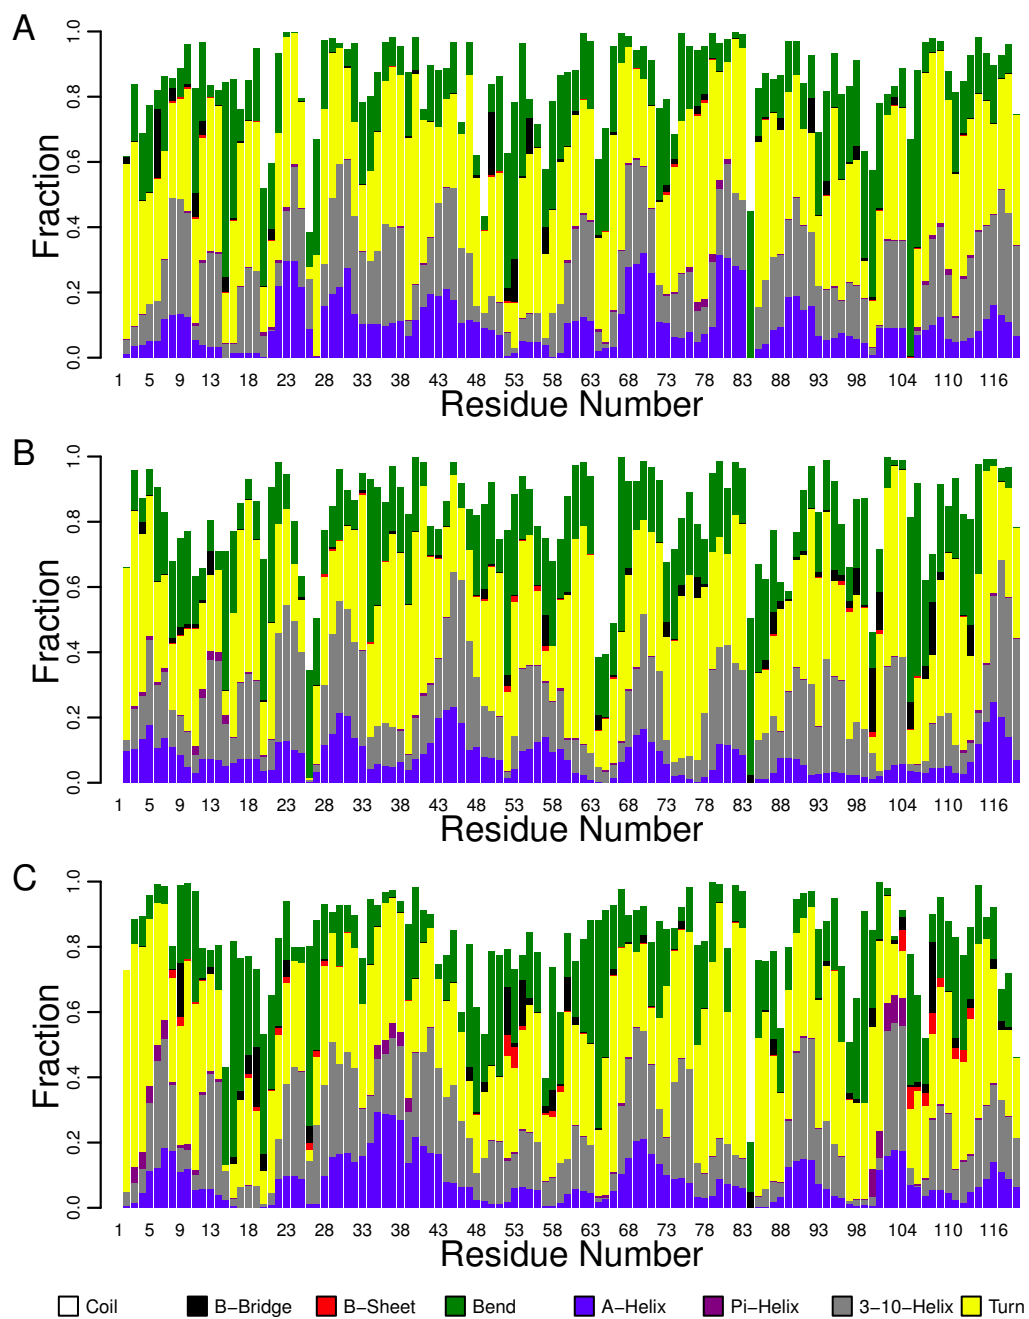 A
0.0 0.2 0.4 0.6 0.8 1.0
Fraction
1 5 9 13 18 23 28 33 38 43 48 53 58 63 68 73 78 83 88 93 98 104 110 116
Residue Number
B
0.0 0.2 0.4 0.6 0.8 1.0
Fraction
1 5 9 13 18 23 28 33 38 43 48 53 58 63 68 73 78 83 88 93 98 104 110 116
Residue Number
C
0.0 0.2 0.4 0.6 0.8 1.0
Fraction
1 5 9 13 18 23 28 33 38 43 48 53 58 63 68 73 78 83 88 93 98 104 110 116
Residue Number
Coil B−Bridge B−Sheet Bend A−Helix Pi−Helix 3−10−Helix Turn